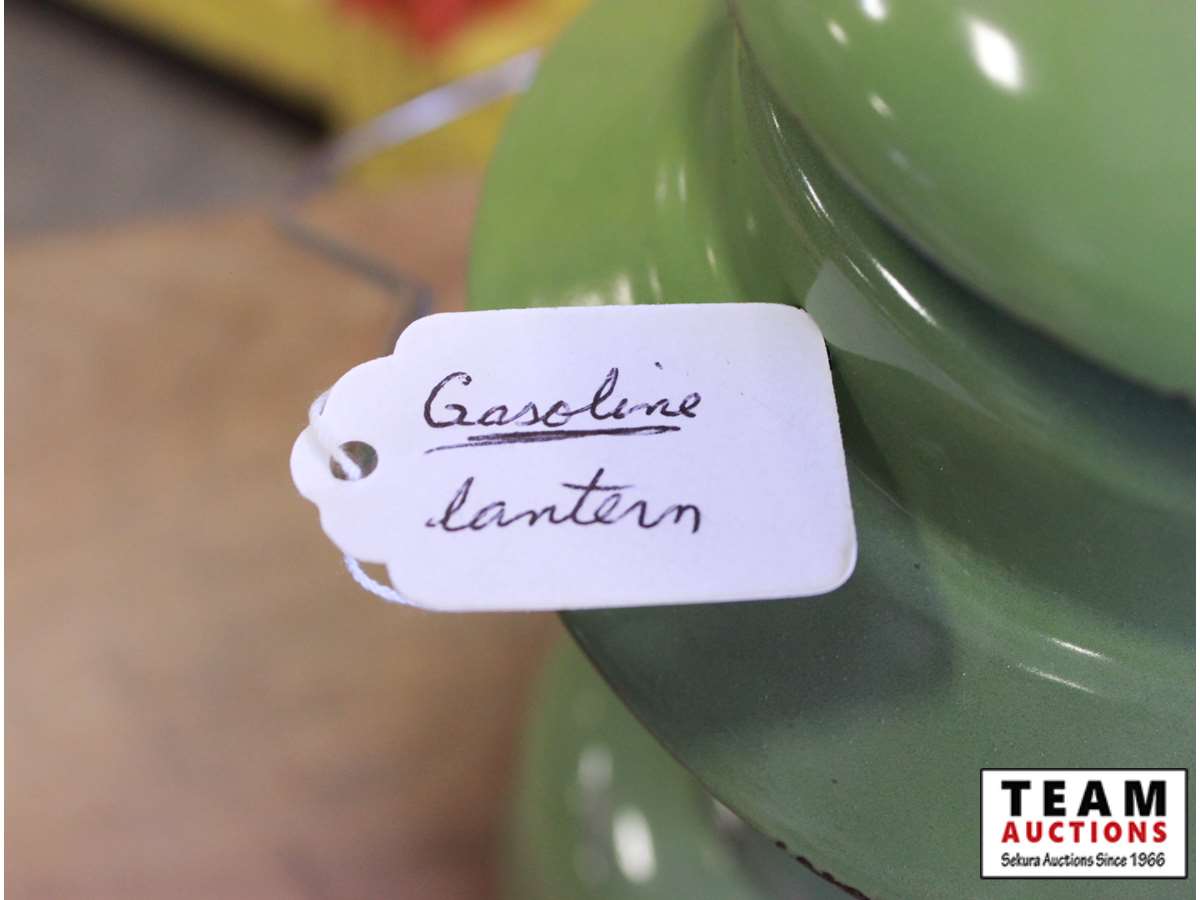 Gasoline
lantern
TEAM
AUCTIONS
Sekura Auctions Since 1966